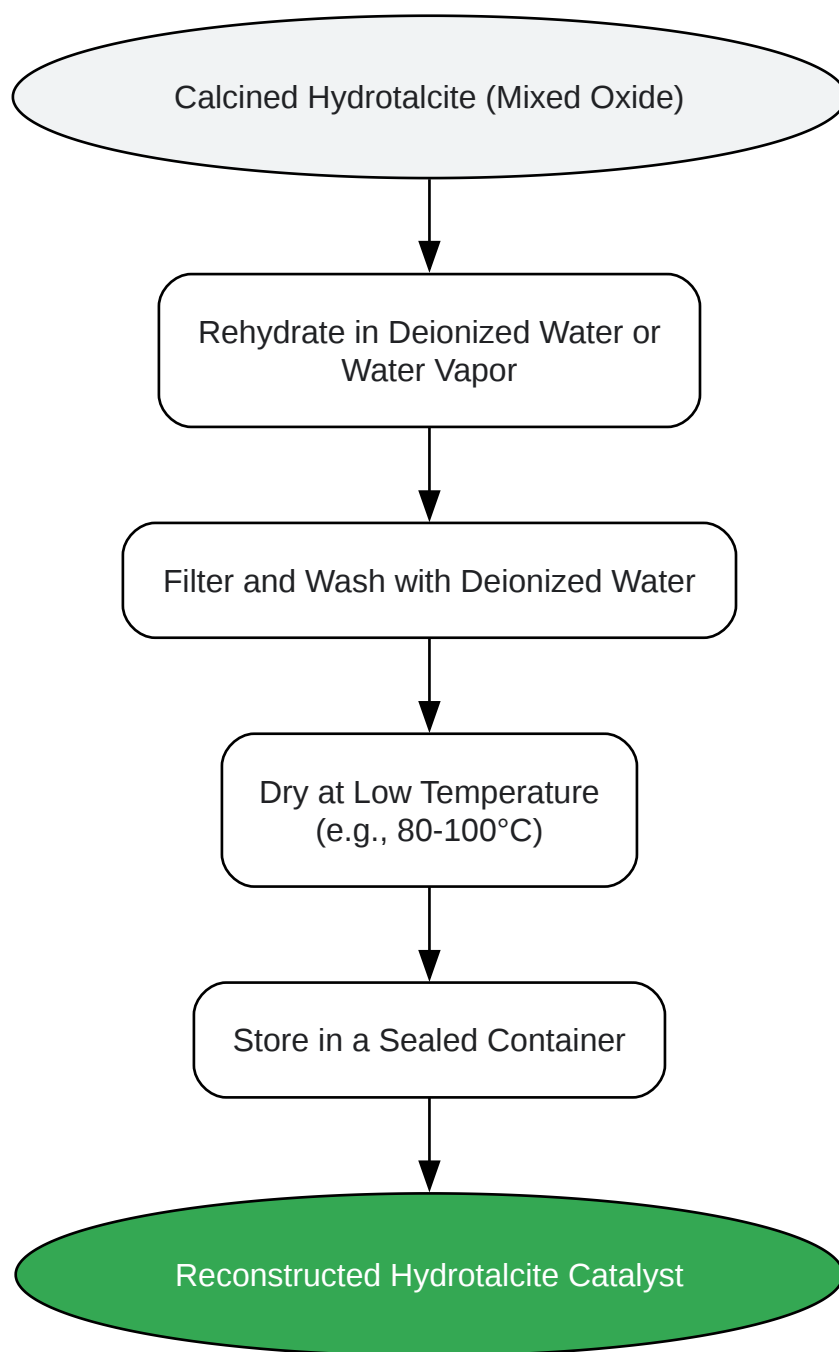 Calcined Hydrotalcite (Mixed Oxide)
Rehydrate in Deionized Water or
Water Vapor
Filter and Wash with Deionized Water
Dry at Low Temperature
(e.g., 80-100°C)
Store in a Sealed Container
Reconstructed Hydrotalcite Catalyst